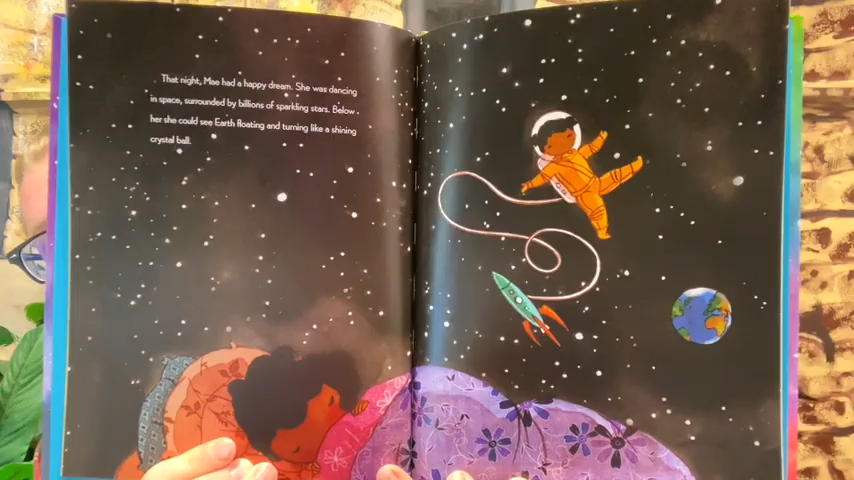 That night, Mae had a happy dream. She was dancing
in space, surrounded by billions of sparkling stars. Below
her she could see Earth floating and turning like a shining
crystal ball.